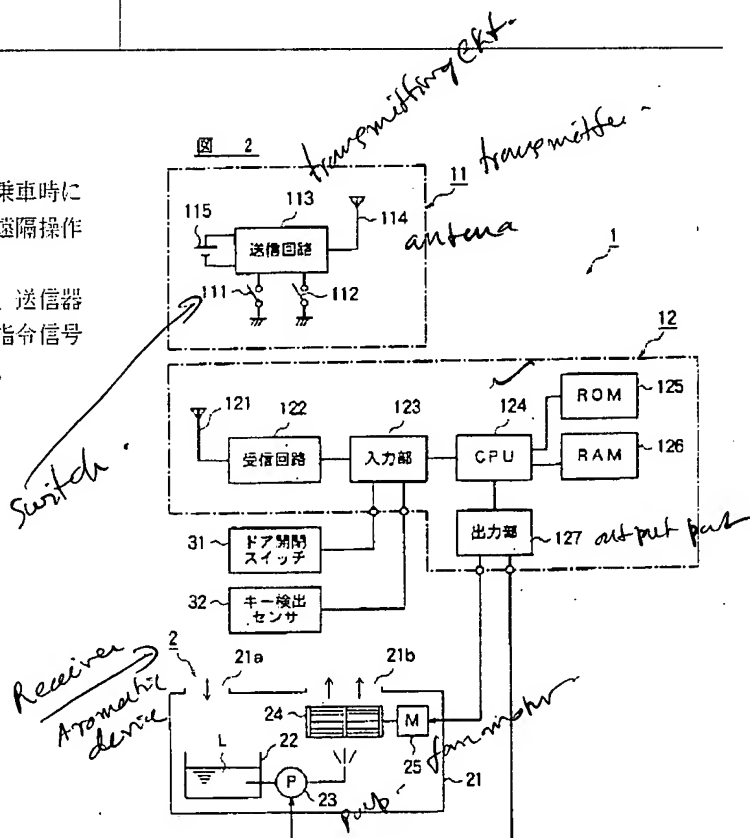 乗車時に
遠隔操作
、送信器
指令信号
図 2
transmitting ckt.
11 transmitter
115
113
送信回路
114
antena
111
112
1
12
Switch.
121
122
受信回路
123
入力部
124
CPU
ROM 125
RAM 126
出力部 127 output part
31 ドア開閉
スイッチ
32 キー検出
センサ
Receiver
Aromatic
device
2
21a
21b
24
M
25
fan motor
L
22
P
23
pup
21